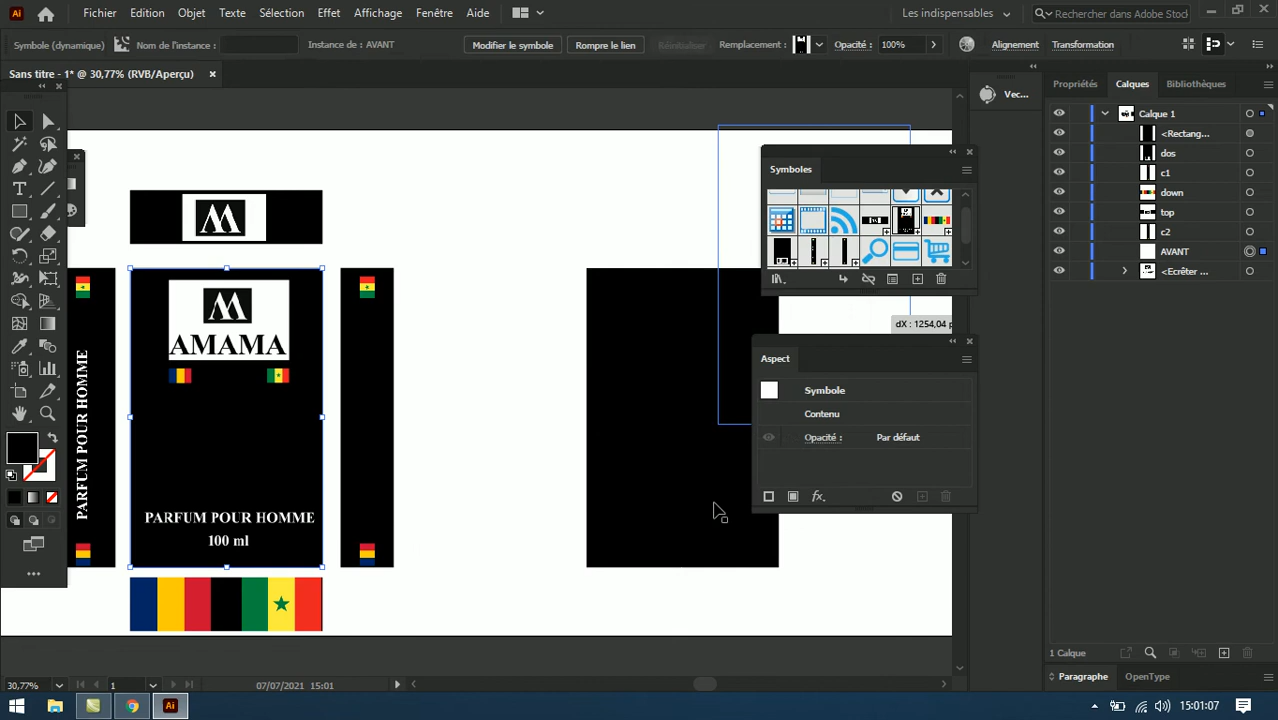 Ai Fichier Edition Objet Texte Sélection Effet Affichage Fenêtre Aide Les indispensables Rechercher dans Adobe Stock
Symbole (dynamique) Nom de l'instance : Instance de : AVANT Modifier le symbole Rompre le lien Réinitialiser Remplacement : Opacité : 100% Alignement Transformation
Sans titre - 1* @ 30,77% (RVB/Aperçu)
Vec...
Propriétés Calques Bibliothèques
Calque 1
<Rectang...
dos
c1
down
top
c2
AVANT
<Ecrêter ...
Symboles
dX : 1254,04 p
Aspect
Symbole
Contenu
Opacité : Par défaut
fx
M
M
AMAMA
PARFUM POUR HOMME
PARFUM POUR HOMME
100 ml
1 Calque
Paragraphe OpenType
30,77% 1 07/07/2021 15:01
Ai 15:01:07